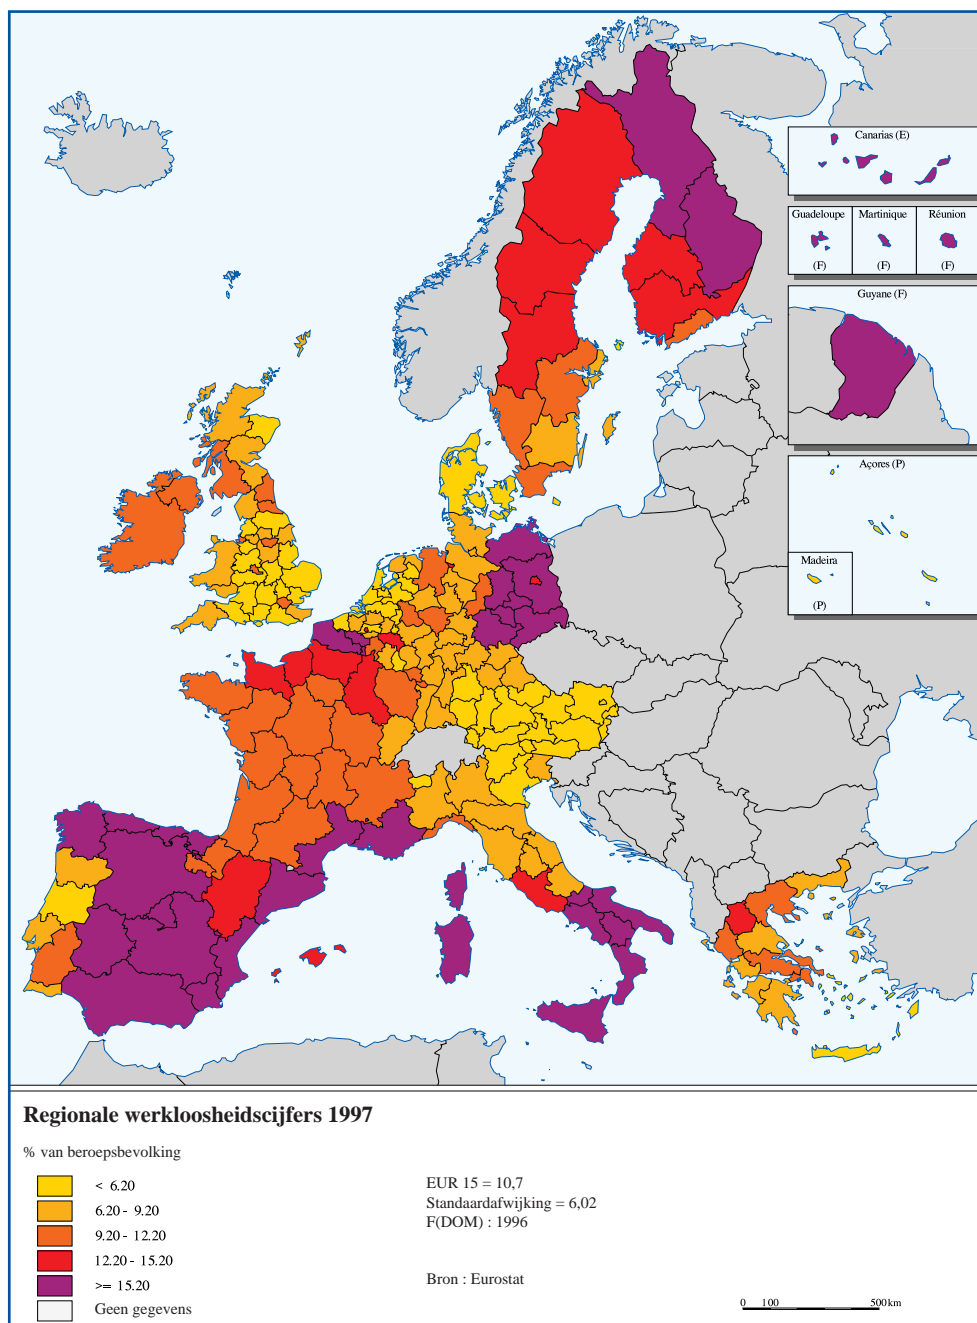 Canarias (E)
Guadeloupe
Martinique
Réunion
(F)
(F)
(F)
Guyane (F)
Açores (P)
Madeira
(P)
Regionale werkloosheidscijfers 1997
% van beroepsbevolking
< 6.20
6.20 - 9.20
9.20 - 12.20
12.20 - 15.20
>= 15.20
Geen gegevens
EUR 15 = 10,7
Standaardafwijking = 6,02
F(DOM) : 1996
Bron : Eurostat
0 100 500 km